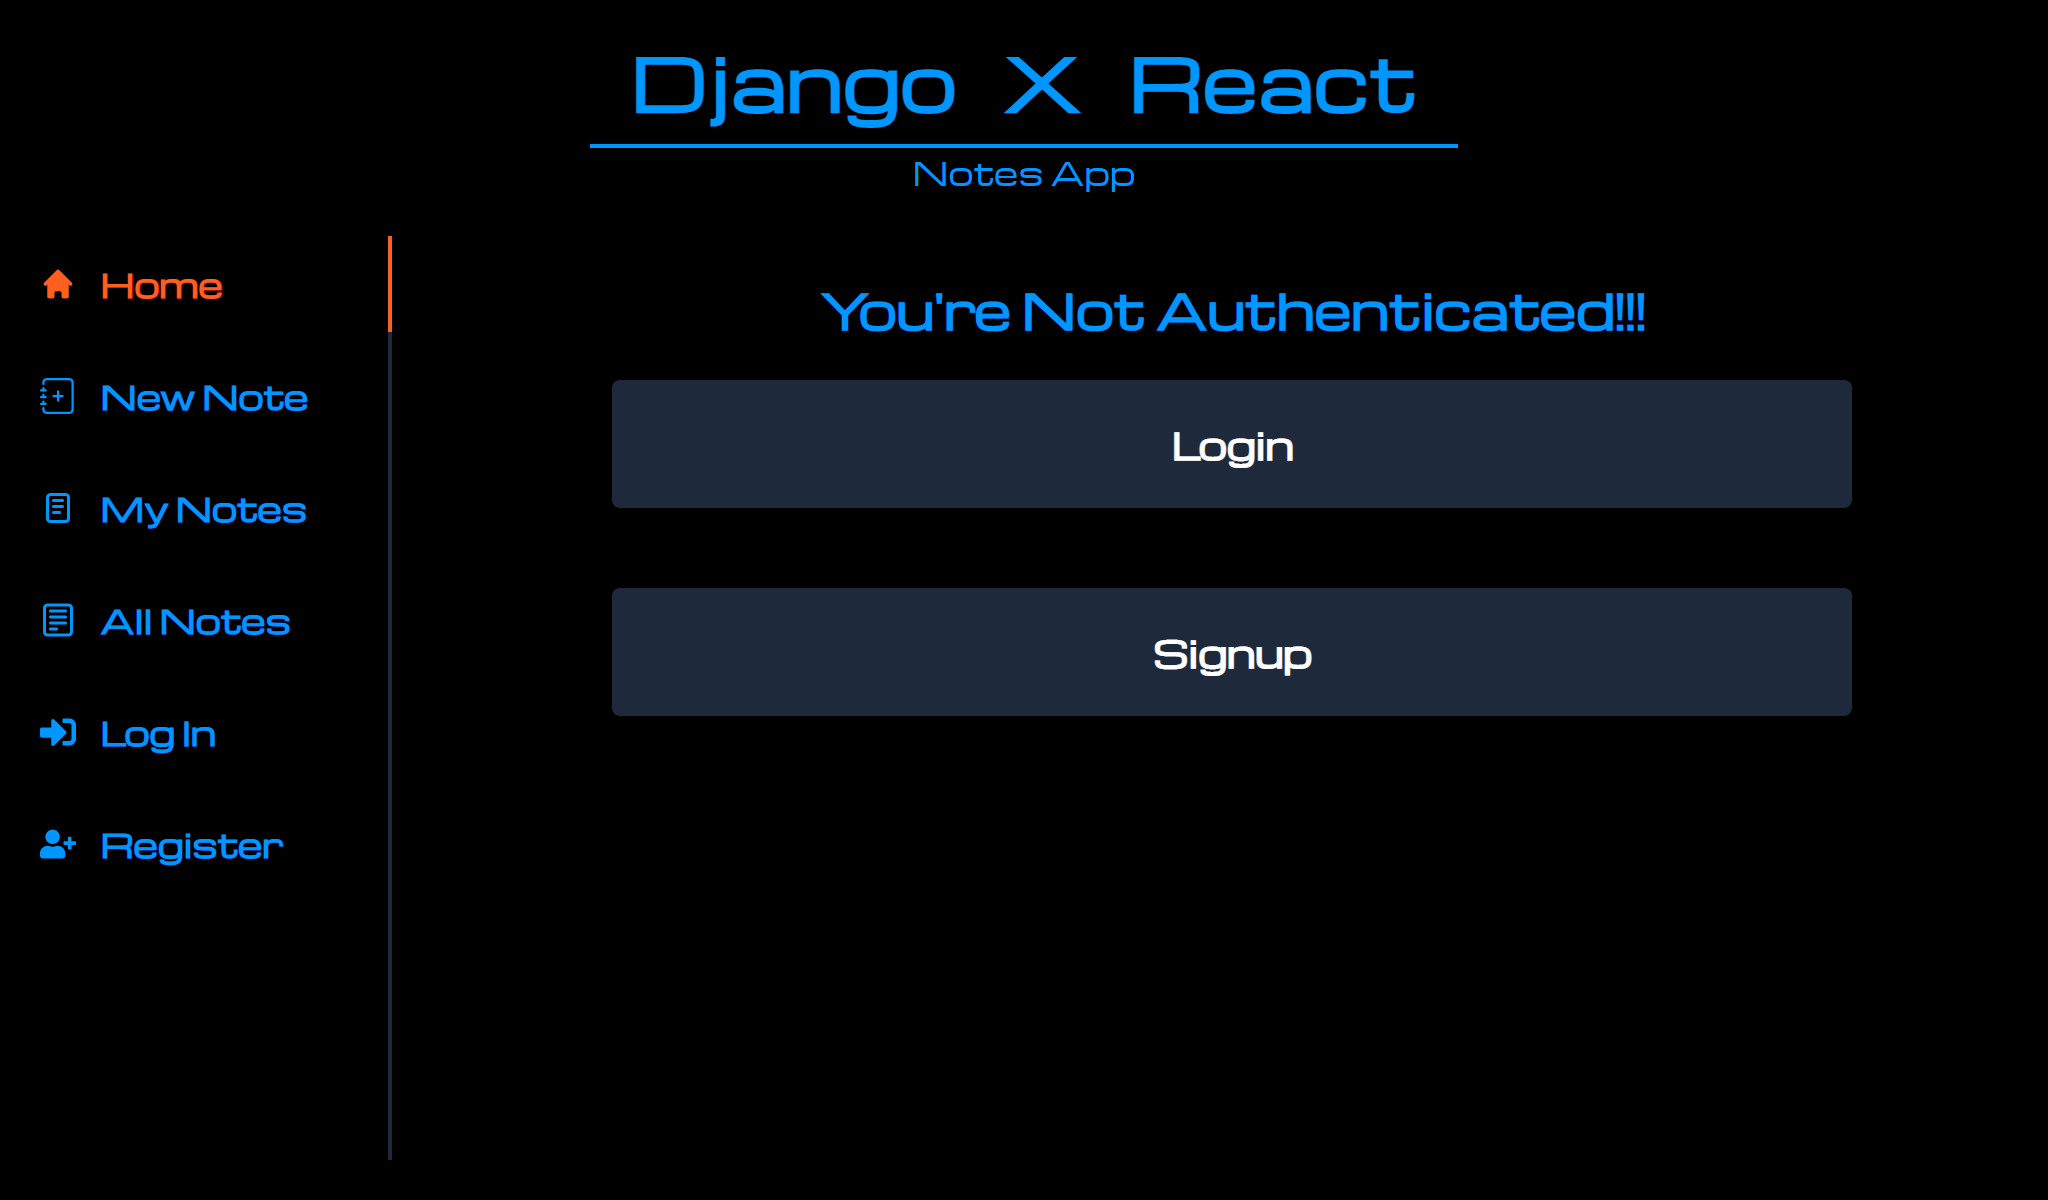 Django X React
Notes App
Home
New Note
My Notes
All Notes
Log In
Register
You're Not Authenticated!!!
Login
Signup